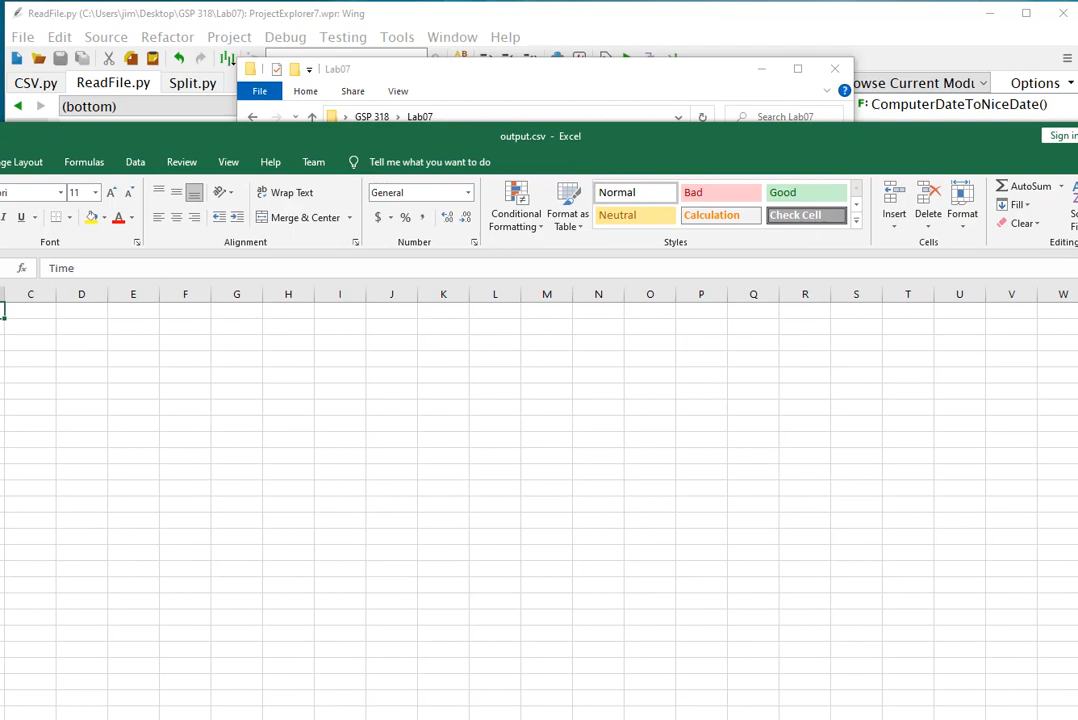 ReadFile.py (C:\Users\jim\Desktop\GSP 318\Lab07): ProjectExplorer7.wpr: Wing
File Edit Source Refactor Project Debug Testing Tools Window Help
Lab07
CSV.py ReadFile.py Split.py
File Home Share View
owse Current Modu Options
(bottom)
F: ComputerDateToNiceDate()
GSP 318 Lab07
Search Lab07
output.csv - Excel
Sign in
ge Layout Formulas Data Review View Help Team Tell me what you want to do
ri 11 A A Wrap Text General Normal Bad Good
I U A Merge & Center $ % , Neutral Calculation Check Cell
Conditional Formatting
Format as Table
Insert Delete Format
AutoSum
Fill
Clear
Font Alignment Number Styles Cells Editing
fx Time
C D E F G H I J K L M N O P Q R S T U V W